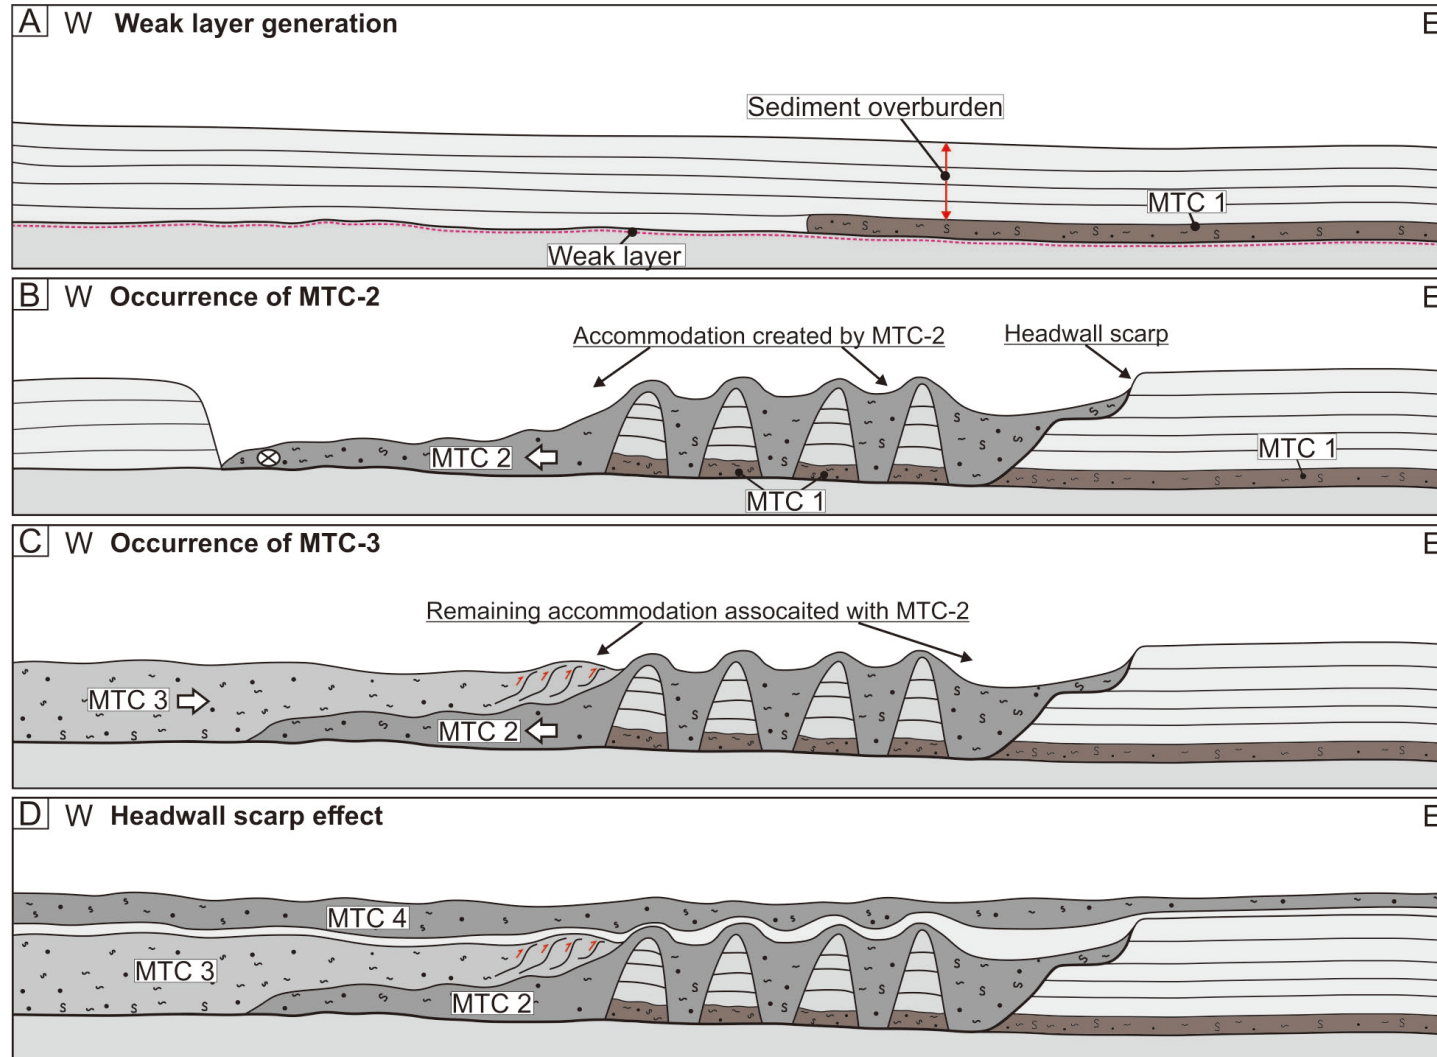 A W Weak layer generation E
Sediment overburden
MTC 1
Weak layer
B W Occurrence of MTC-2 E
Accommodation created by MTC-2 Headwall scarp
MTC 2
MTC 1
MTC 1
C W Occurrence of MTC-3 E
Remaining accommodation assocaited with MTC-2
MTC 3
MTC 2
D W Headwall scarp effect E
MTC 4
MTC 3
MTC 2